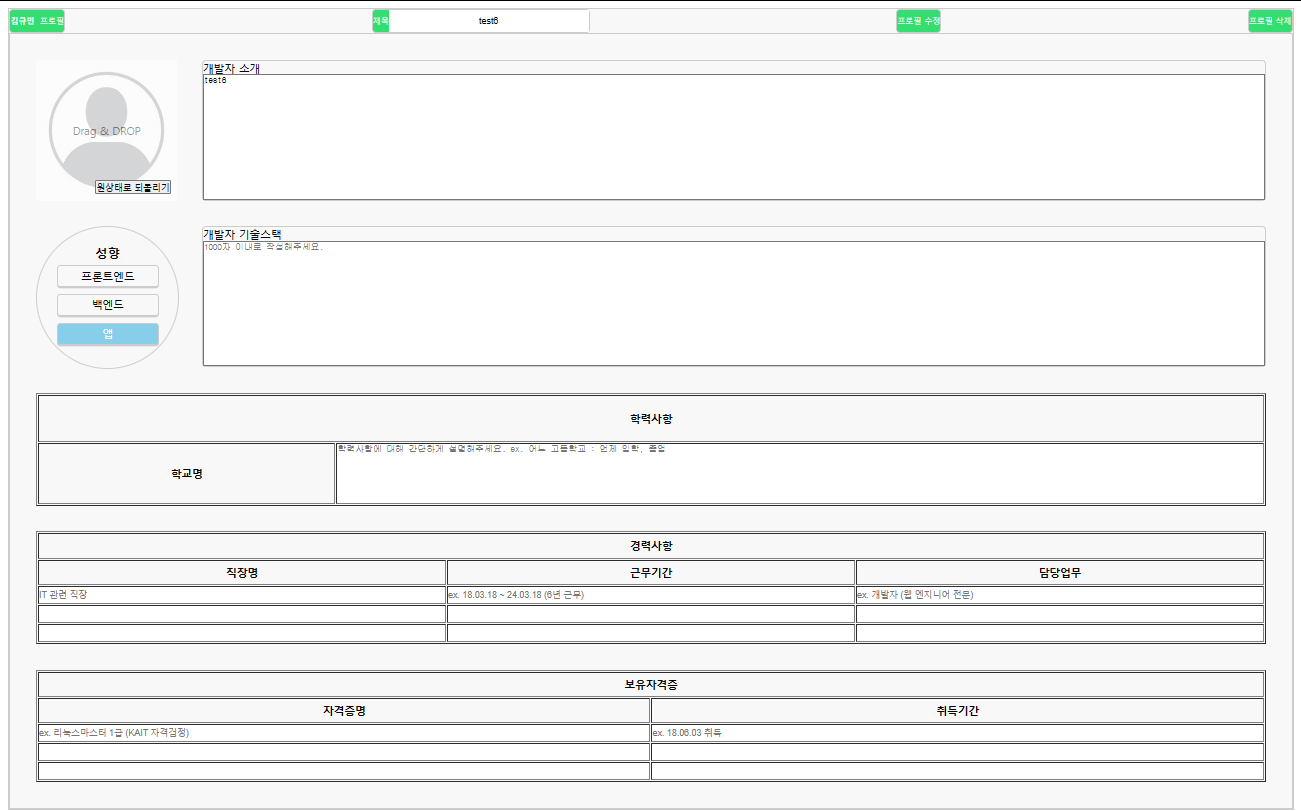 김규민 프로필 제목 test6 프로필 수정 프로필 삭제
개발자 소개
test6
Drag & DROP
원상태로 되돌리기
개발자 기술스택
1000자 이내로 작성해주세요.
성향
프론트엔드
백엔드
앱
학력사항
학교명
학력사항에 대해 간단하게 설명해주세요. ex. 어느 고등학교 : 언제 입학, 졸업
경력사항
직장명 근무기간 담당업무
IT 관련 직장 ex. 18.03.18 ~ 24.03.18 (6년 근무) ex. 개발자 (웹 엔지니어 전문)
보유자격증
자격증명 취득기간
ex. 리눅스마스터 1급 (KAIT 자격검정) ex. 18.06.03 취득